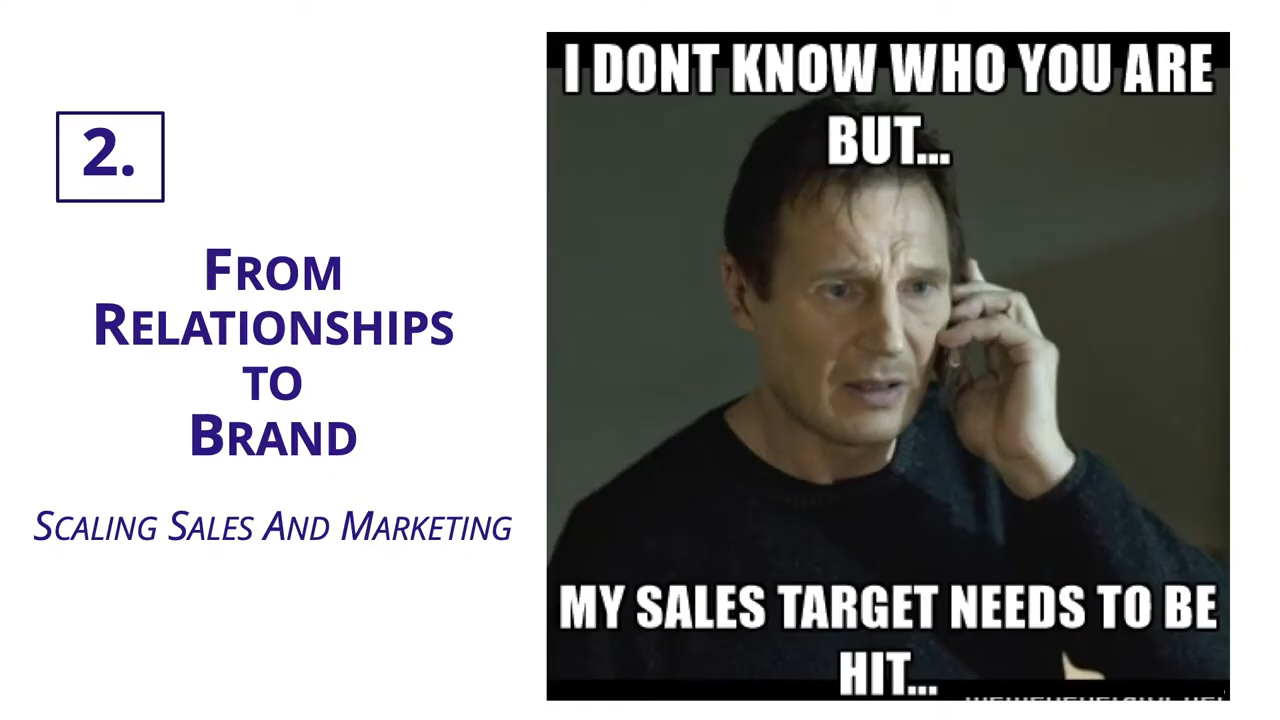 2.
From
Relationships
to
Brand
Scaling Sales And Marketing
I DONT KNOW WHO YOU ARE
BUT...
MY SALES TARGET NEEDS TO BE
HIT...